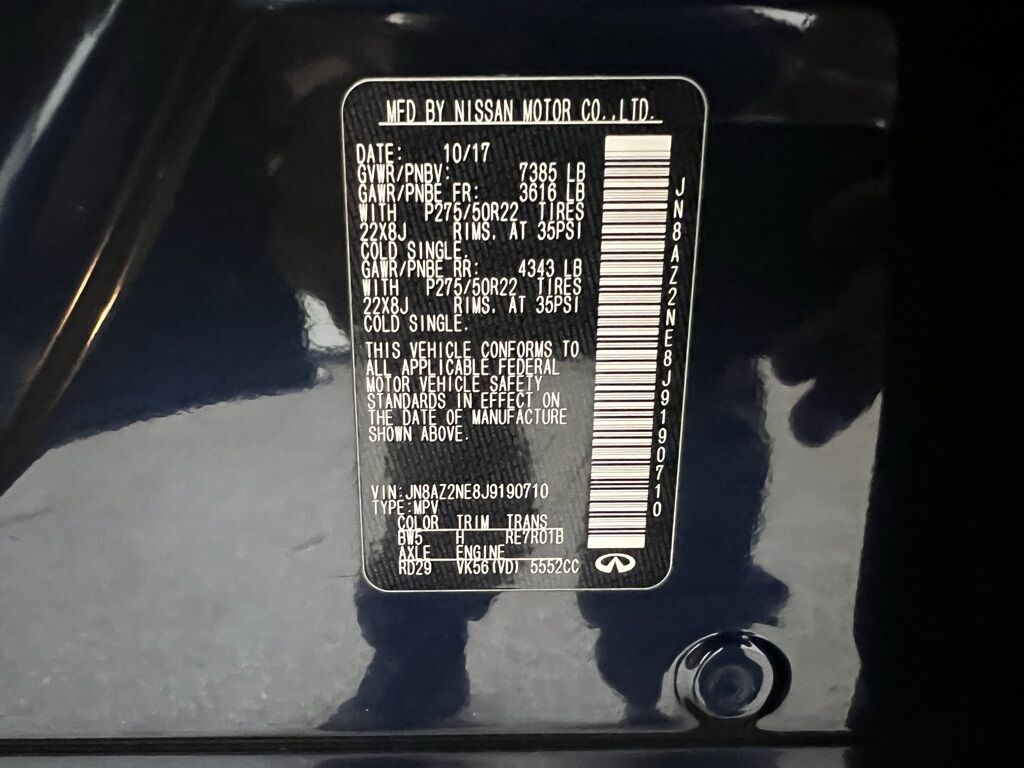 MFD BY NISSAN MOTOR CO.,LTD.
DATE: 10/17
GVWR/PNBV: 7385 LB
GAWR/PNBE FR: 3616 LB
WITH P275/50R22 TIRES
22X8J RIMS, AT 35PSI
COLD SINGLE.
GAWR/PNBE RR: 4343 LB
WITH P275/50R22 TIRES
22X8J RIMS, AT 35PSI
COLD SINGLE.
THIS VEHICLE CONFORMS TO
ALL APPLICABLE FEDERAL
MOTOR VEHICLE SAFETY
STANDARDS IN EFFECT ON
THE DATE OF MANUFACTURE
SHOWN ABOVE.
VIN:JN8AZ2NE8J9190710
TYPE:MPV
COLOR TRIM TRANS
BW5 H RE7R01B
AXLE ENGINE
RD29 VK56(VD) 5552CC
JN8AZ2NE8J9190710